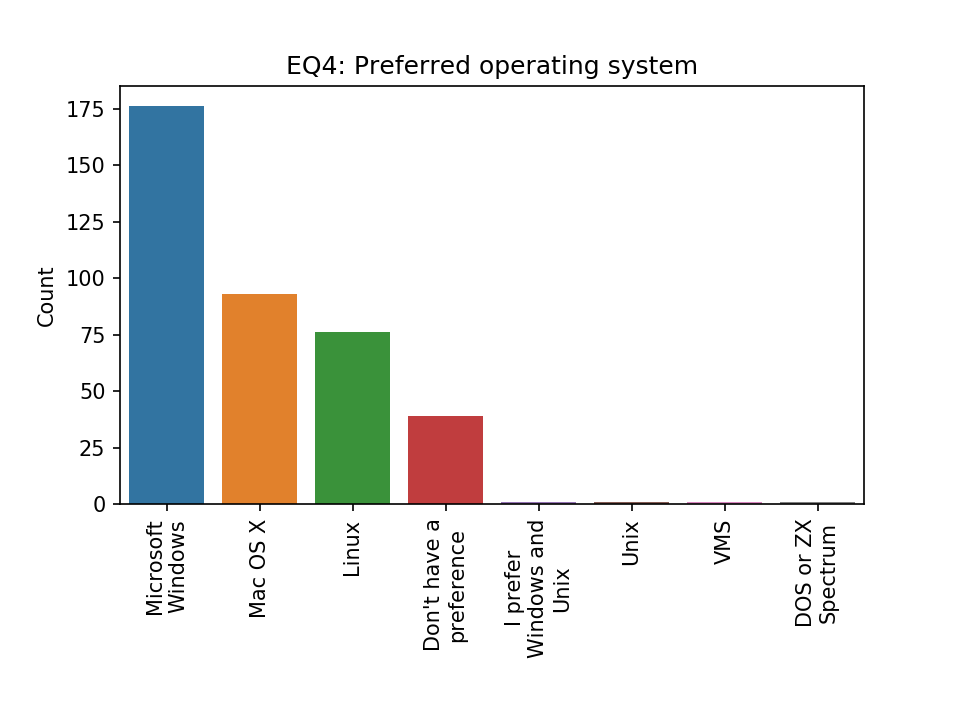 EQ4: Preferred operating system
Count
175
150
125
100
75
50
25
0
Microsoft
Windows
Mac OS X
Linux
Don't have a
preference
I prefer
Windows and
Unix
Unix
VMS
DOS or ZX
Spectrum